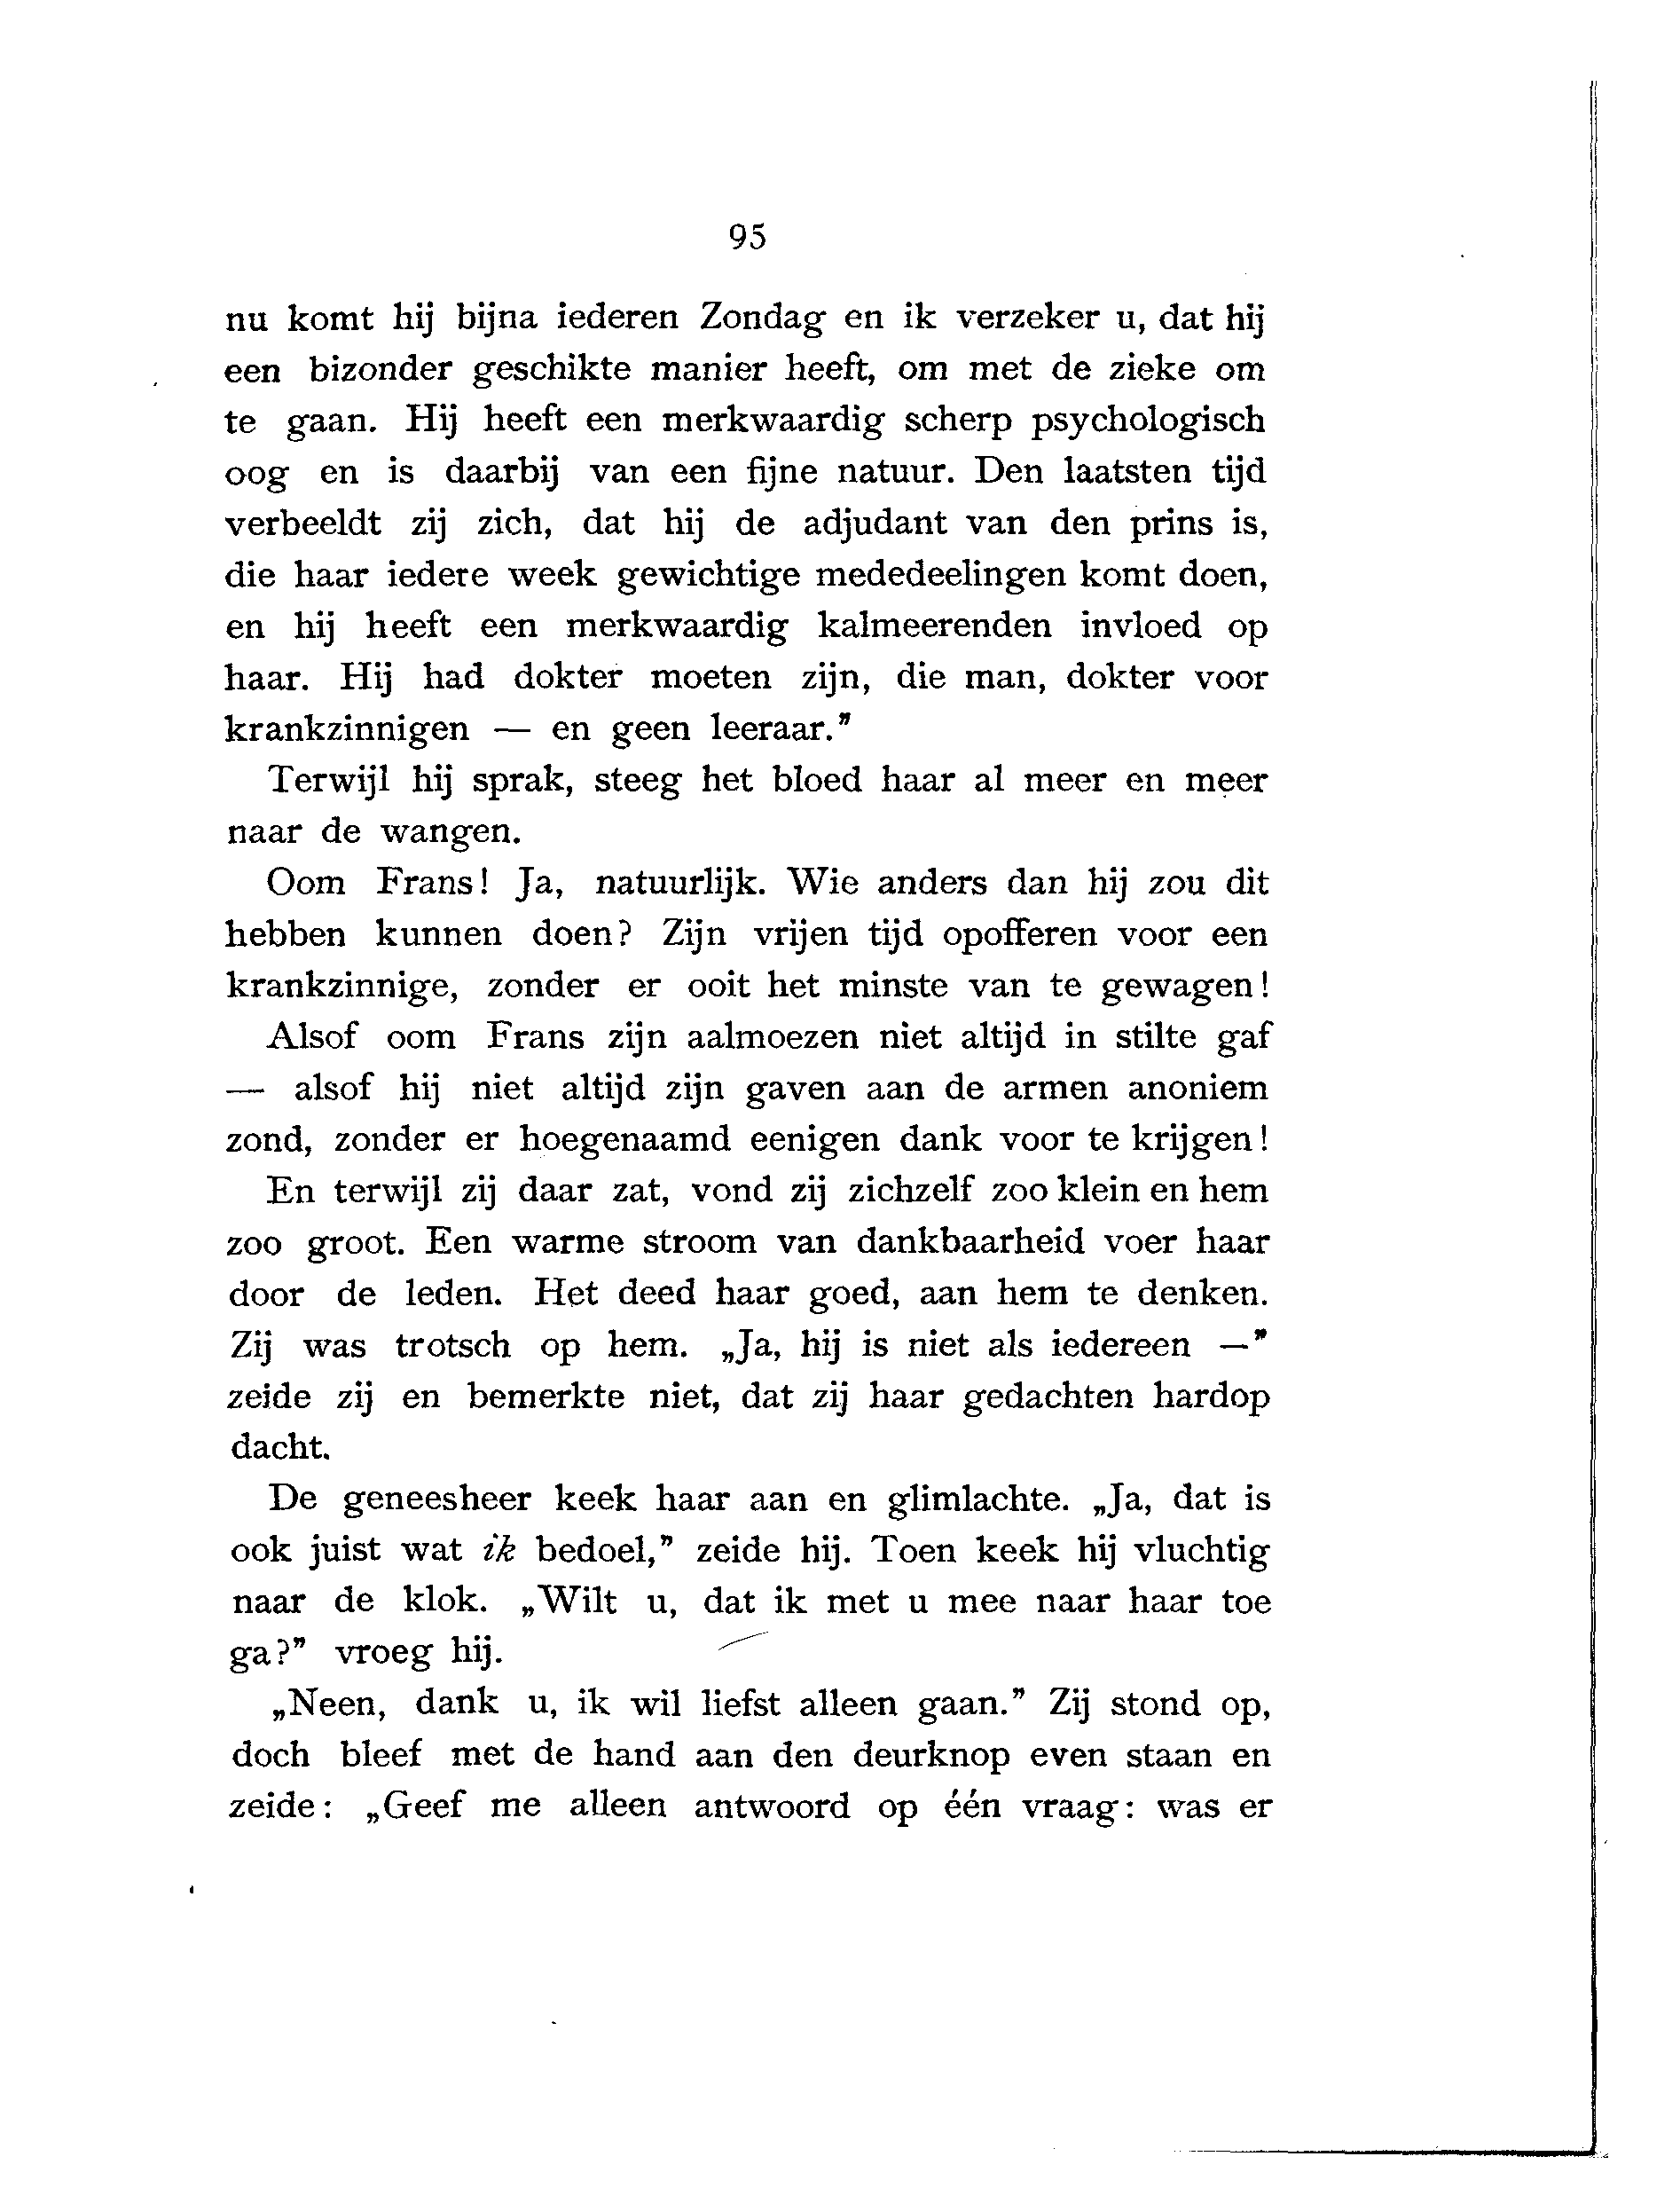 95
nu komt hij bijna iederen Zondag en ik verzeker u, dat hij
een bizonder geschikte manier heeft, om met de zieke om
te gaan. Hij heeft een merkwaardig scherp psychologisch
oog en is daarbij van een fijne natuur. Den laatsten tijd
verbeeldt zij zich, dat hij de adjudant van den prins is,
die haar iedere week gewichtige mededeelingen komt doen,
en hij heeft een merkwaardig kalmeerenden invloed op
haar. Hij had dokter moeten zijn, die man, dokter voor
krankzinnigen — en geen leeraar.”
Terwijl hij sprak, steeg het bloed haar al meer en meer
naar de wangen.
Oom Frans! Ja, natuurlijk. Wie anders dan hij zou dit
hebben kunnen doen? Zijn vrijen tijd opofferen voor een
krankzinnige, zonder er ooit het minste van te gewagen!
Alsof oom Frans zijn aalmoezen niet altijd in stilte gaf
— alsof hij niet altijd zijn gaven aan de armen anoniem
zond, zonder er hoegenaamd eenigen dank voor te krijgen!
En terwijl zij daar zat, vond zij zichzelf zoo klein en hem
zoo groot. Een warme stroom van dankbaarheid voer haar
door de leden. Het deed haar goed, aan hem te denken.
Zij was trotsch op hem. „Ja, hij is niet als iedereen —”
zeide zij en bemerkte niet, dat zij haar gedachten hardop
dacht.
De geneesheer keek haar aan en glimlachte. „Ja, dat is
ook juist wat ik bedoel,” zeide hij. Toen keek hij vluchtig
naar de klok. „Wilt u, dat ik met u mee naar haar toe
ga?” vroeg hij.
„Neen, dank u, ik wil liefst alleen gaan.” Zij stond op,
doch bleef met de hand aan den deurknop even staan en
zeide: „Geef me alleen antwoord op één vraag: was er